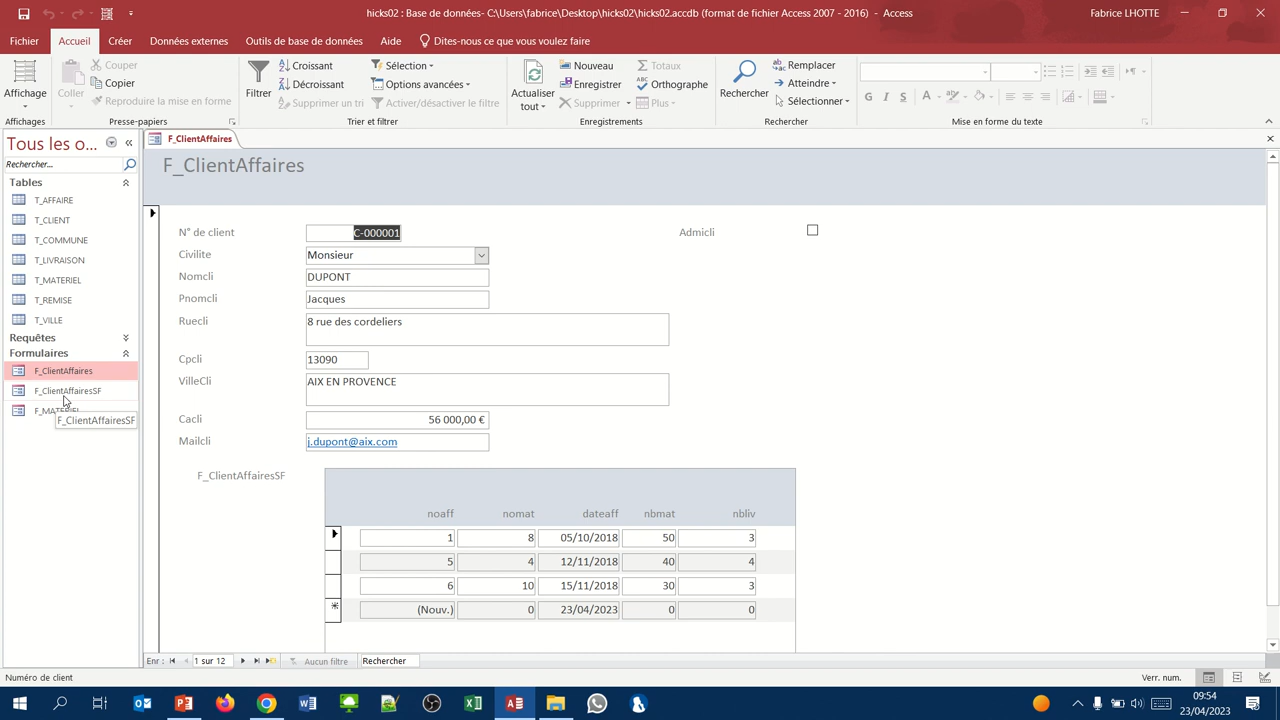 hicks02 : Base de données- C:\Users\fabrice\Desktop\hicks02\hicks02.accdb (format de fichier Access 2007 - 2016) - Access
Fabrice LHOTTE
Fichier Accueil Créer Données externes Outils de base de données Aide Dites-nous ce que vous voulez faire
Affichage
Affichages
Coller
Couper
Copier
Reproduire la mise en forme
Presse-papiers
Filtrer
Croissant
Décroissant
Supprimer un tri
Sélection
Options avancées
Activer/désactiver le filtre
Trier et filtrer
Actualiser
tout
Nouveau
Enregistrer
Supprimer
Totaux
Orthographe
Plus
Enregistrements
Rechercher
Remplacer
Atteindre
Sélectionner
Rechercher
G I S
A
Mise en forme du texte
Tous les o...
Rechercher...
Tables
T_AFFAIRE
T_CLIENT
T_COMMUNE
T_LIVRAISON
T_MATERIEL
T_REMISE
T_VILLE
Requêtes
Formulaires
F_ClientAffaires
F_ClientAffairesSF
F_MATERIEL
F_ClientAffairesSF
F_ClientAffaires
F_ClientAffaires
N° de client C-000001 Admicli
Civilite Monsieur
Nomcli DUPONT
Pnomcli Jacques
Ruecli 8 rue des cordeliers
Cpcli 13090
VilleCli AIX EN PROVENCE
Cacli 56 000,00 €
Mailcli j.dupont@aix.com
F_ClientAffairesSF
noaff nomat dateaff nbmat nbliv
1 8 05/10/2018 50 3
5 4 12/11/2018 40 4
6 10 15/11/2018 30 3
(Nouv.) 0 23/04/2023 0 0
Enr : 1 sur 12 Aucun filtre Rechercher
Numéro de client
Verr. num.
09:54
23/04/2023